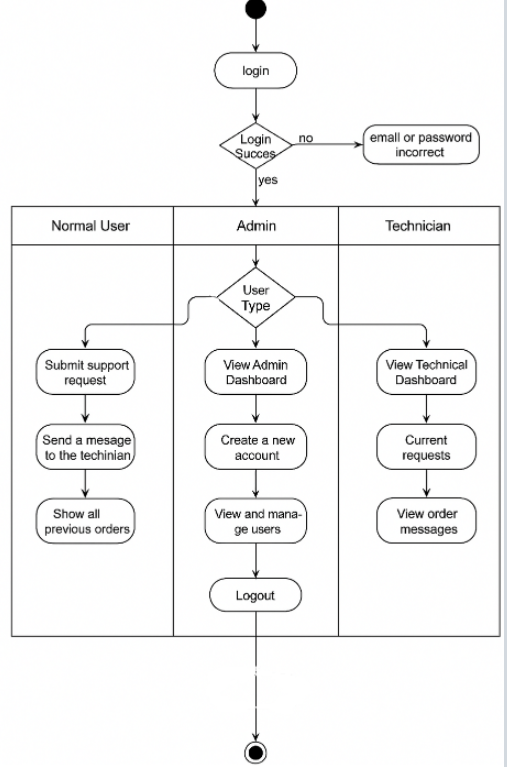 login
Login
Succes
no
emall or password
incorrect
yes
Normal User
Admin
Technician
User
Type
Submit support
request
View Admin
Dashboard
View Technical
Dashboard
Send a mesage
to the techinian
Create a new
account
Current
requests
Show all
previous orders
View and mana-
ge users
View order
messages
Logout